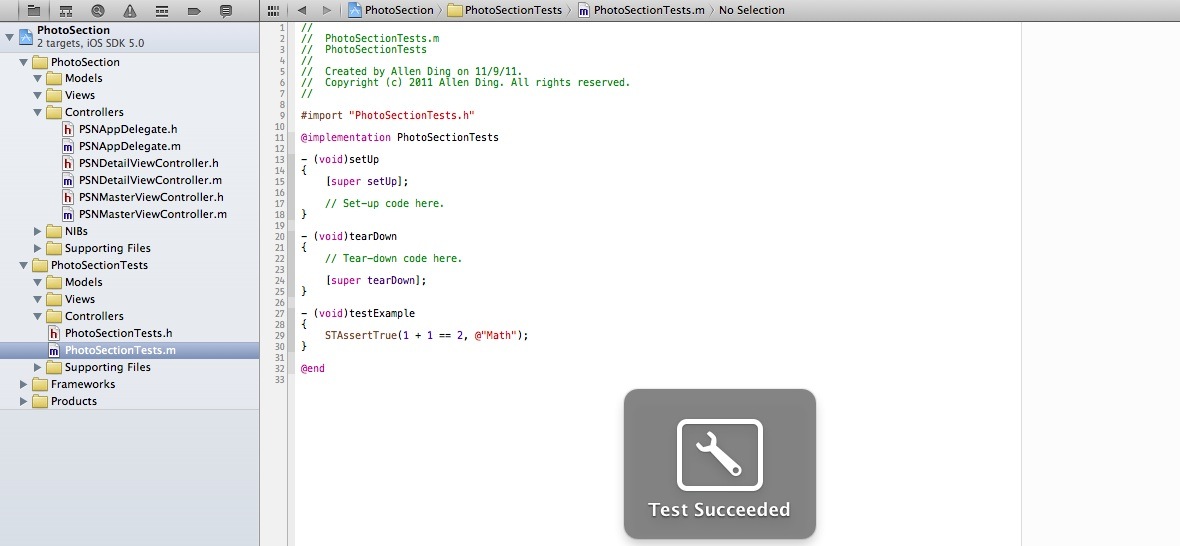 PhotoSection
2 targets, iOS SDK 5.0
PhotoSection
Models
Views
Controllers
PSNAppDelegate.h
PSNAppDelegate.m
PSNDetailViewController.h
PSNDetailViewController.m
PSNMasterViewController.h
PSNMasterViewController.m
NIBs
Supporting Files
PhotoSectionTests
Models
Views
Controllers
PhotoSectionTests.h
PhotoSectionTests.m
Supporting Files
Frameworks
Products
PhotoSection PhotoSectionTests PhotoSectionTests.m No Selection
1 //
2 //  PhotoSectionTests.m
3 //  PhotoSectionTests
4 //
5 //  Created by Allen Ding on 11/9/11.
6 //  Copyright (c) 2011 Allen Ding. All rights reserved.
7 //
8
9 #import "PhotoSectionTests.h"
10
11 @implementation PhotoSectionTests
12
13 - (void)setUp
14 {
15     [super setUp];
16
17     // Set-up code here.
18 }
19
20 - (void)tearDown
21 {
22     // Tear-down code here.
23
24     [super tearDown];
25 }
26
27 - (void)testExample
28 {
29     STAssertTrue(1 + 1 == 2, @"Math");
30 }
31
32 @end
33
Test Succeeded